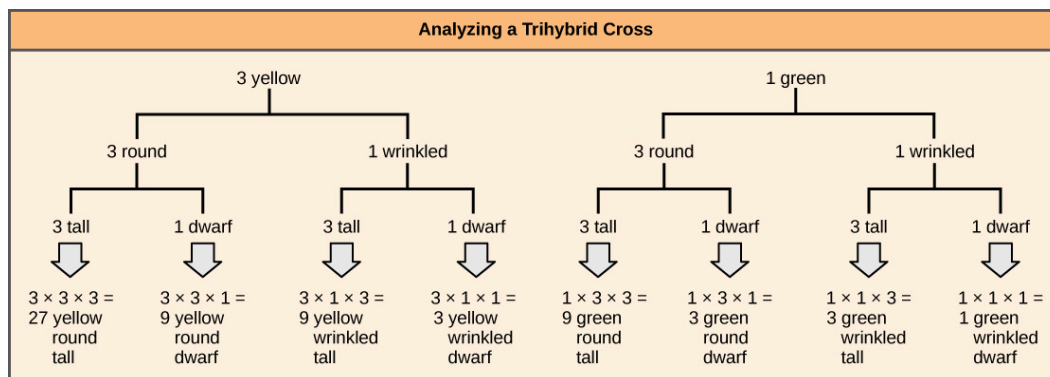 Analyzing a Trihybrid Cross
3 yellow
1 green
3 round
1 wrinkled
3 round
1 wrinkled
3 tall
1 dwarf
3 tall
1 dwarf
3 tall
1 dwarf
3 tall
1 dwarf
3 × 3 × 3 =
27 yellow
round
tall
3 × 3 × 1 =
9 yellow
round
dwarf
3 × 1 × 3 =
9 yellow
wrinkled
tall
3 × 1 × 1 =
3 yellow
wrinkled
dwarf
1 × 3 × 3 =
9 green
round
tall
1 × 3 × 1 =
3 green
round
dwarf
1 × 1 × 3 =
3 green
wrinkled
tall
1 × 1 × 1 =
1 green
wrinkled
dwarf